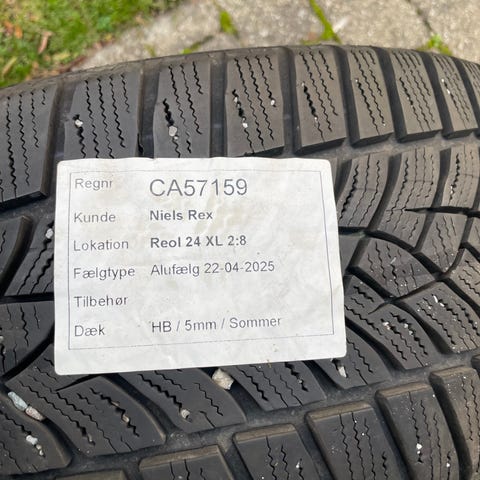 Regnr CA57159
Kunde Niels Rex
Lokation Reol 24 XL 2:8
Fælgtype Alufælg 22-04-2025
Tilbehør
Dæk HB / 5mm / Sommer